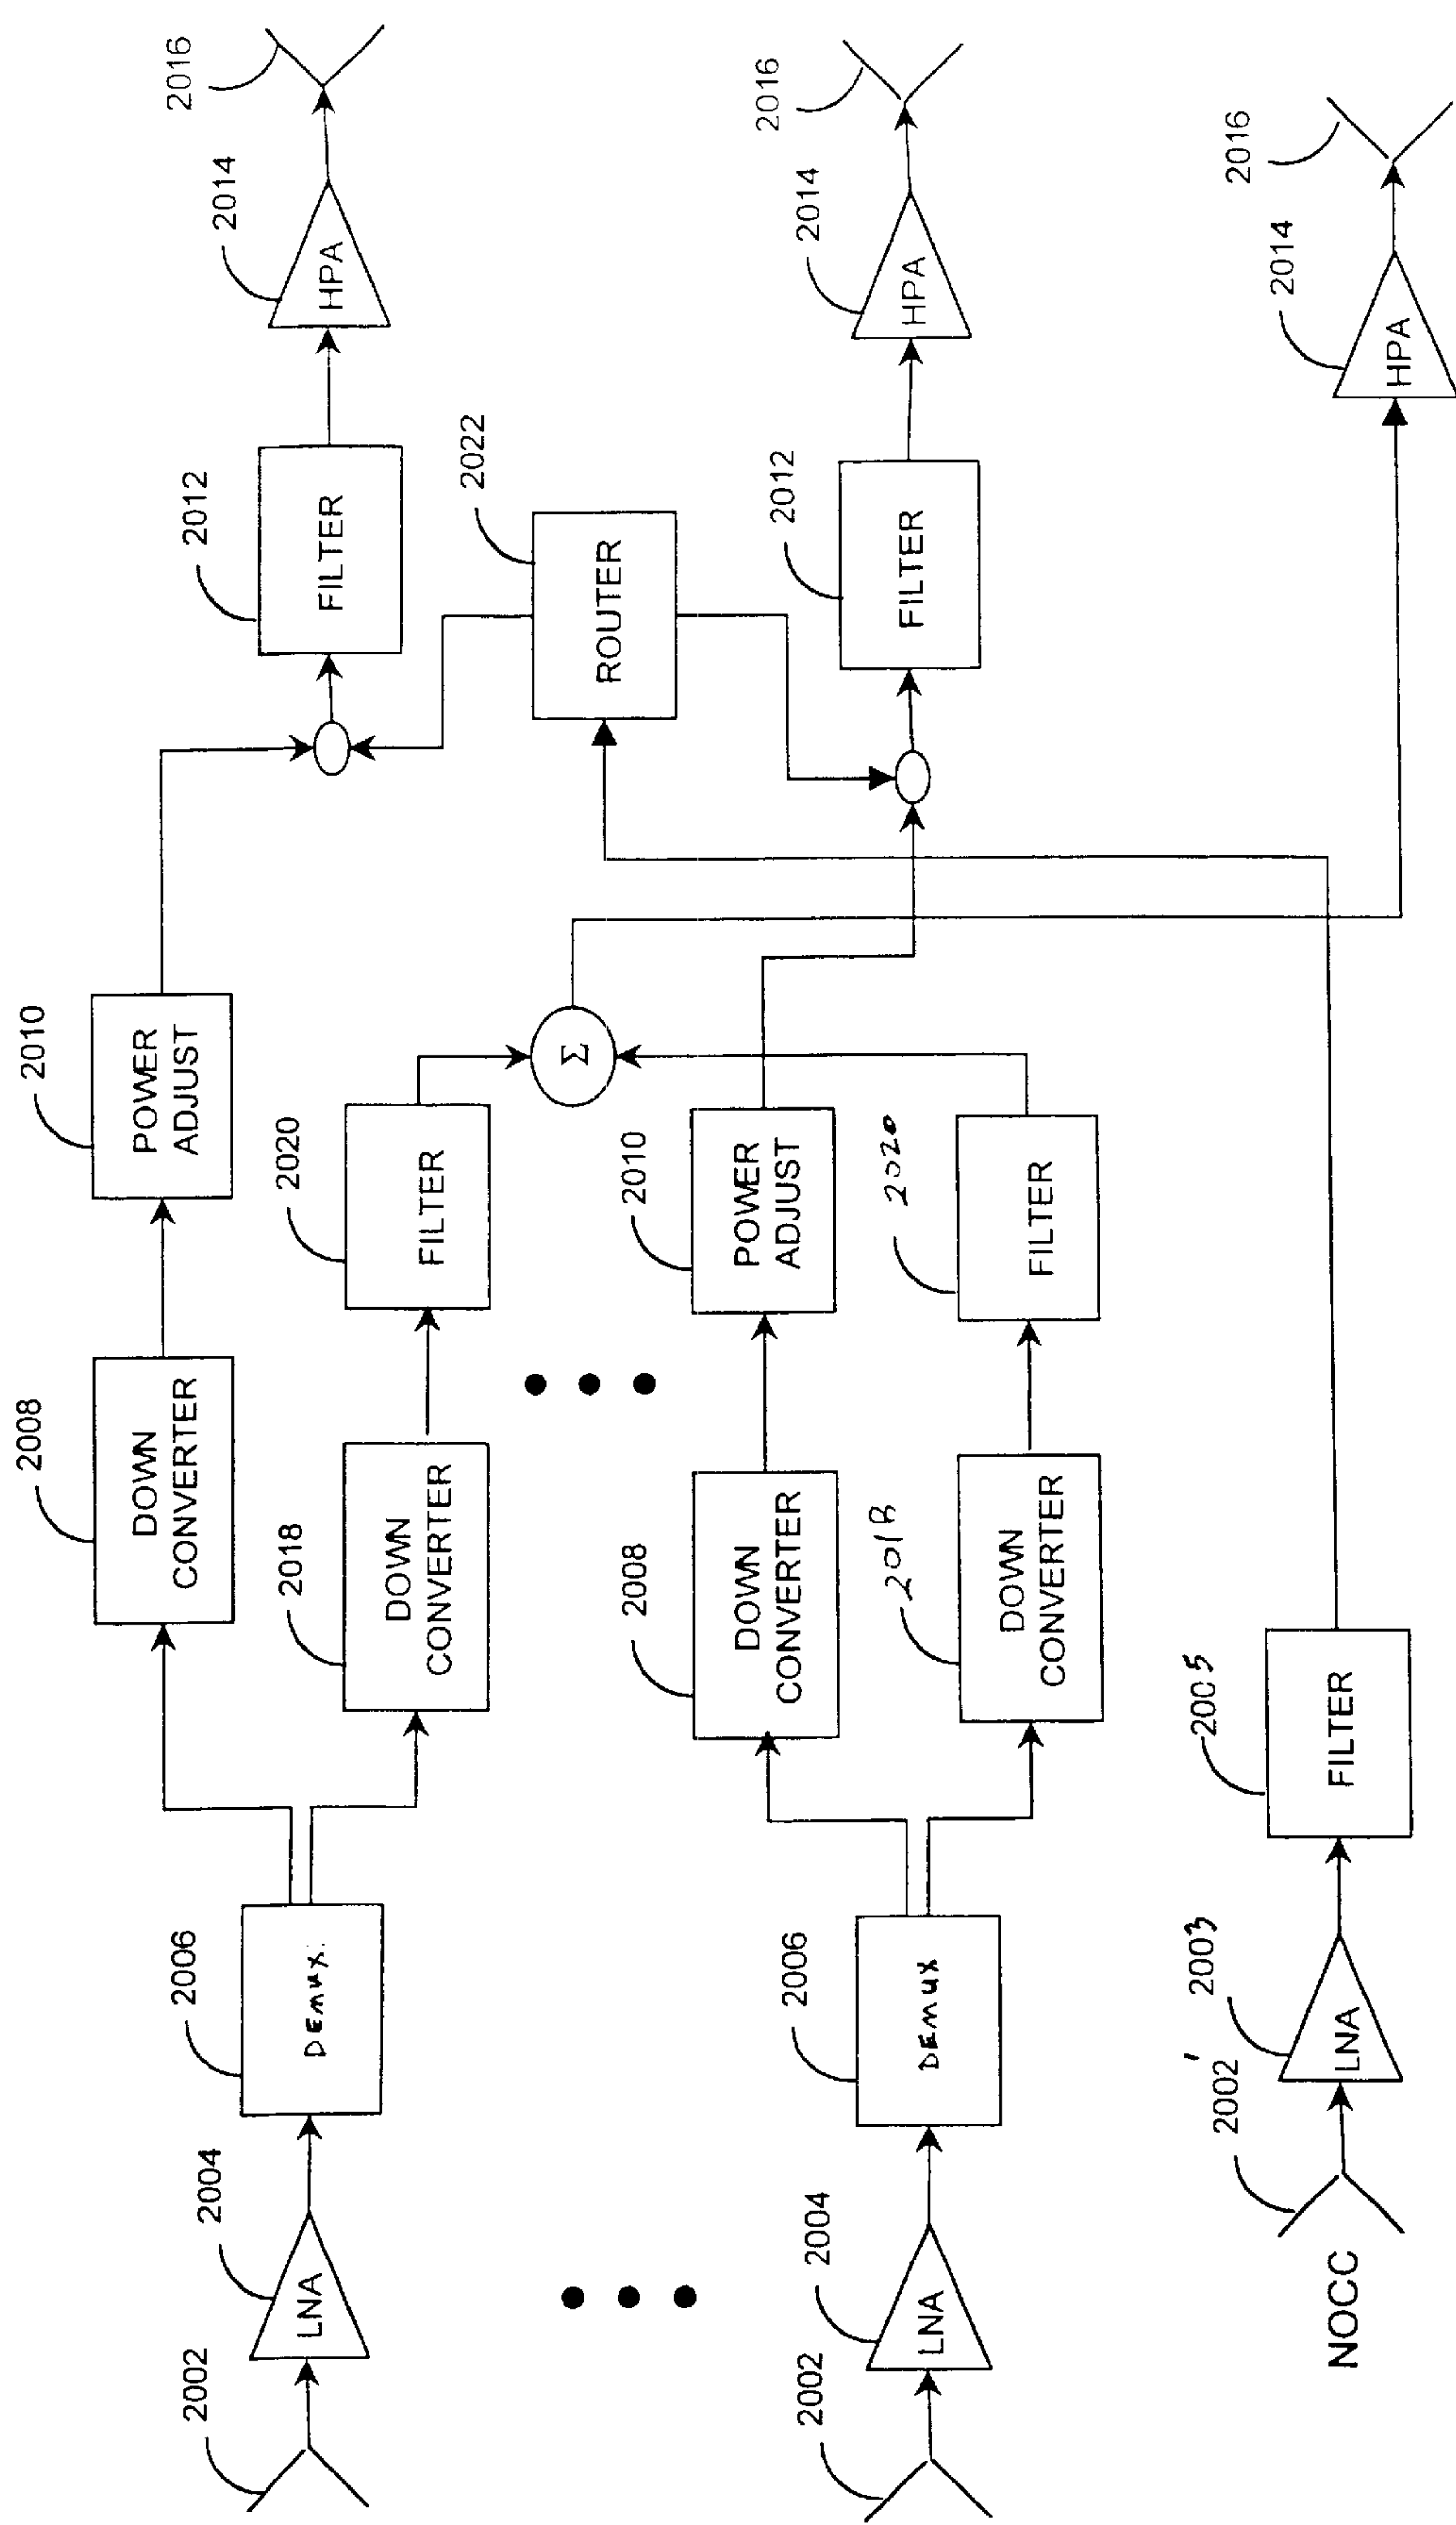 2002
LNA
2004
DEMUX
2006
DOWN
CONVERTER
2008
POWER
ADJUST
2010
FILTER
2012
HPA
2014
2016
DOWN
CONVERTER
2018
FILTER
2020
Σ
ROUTER
2022
2002
LNA
2004
DEMUX
2006
DOWN
CONVERTER
2008
POWER
ADJUST
2010
FILTER
2012
HPA
2014
2016
DOWN
CONVERTER
2018
FILTER
2020
NOCC
2002'
LNA
2003
FILTER
2005
HPA
2014
2016